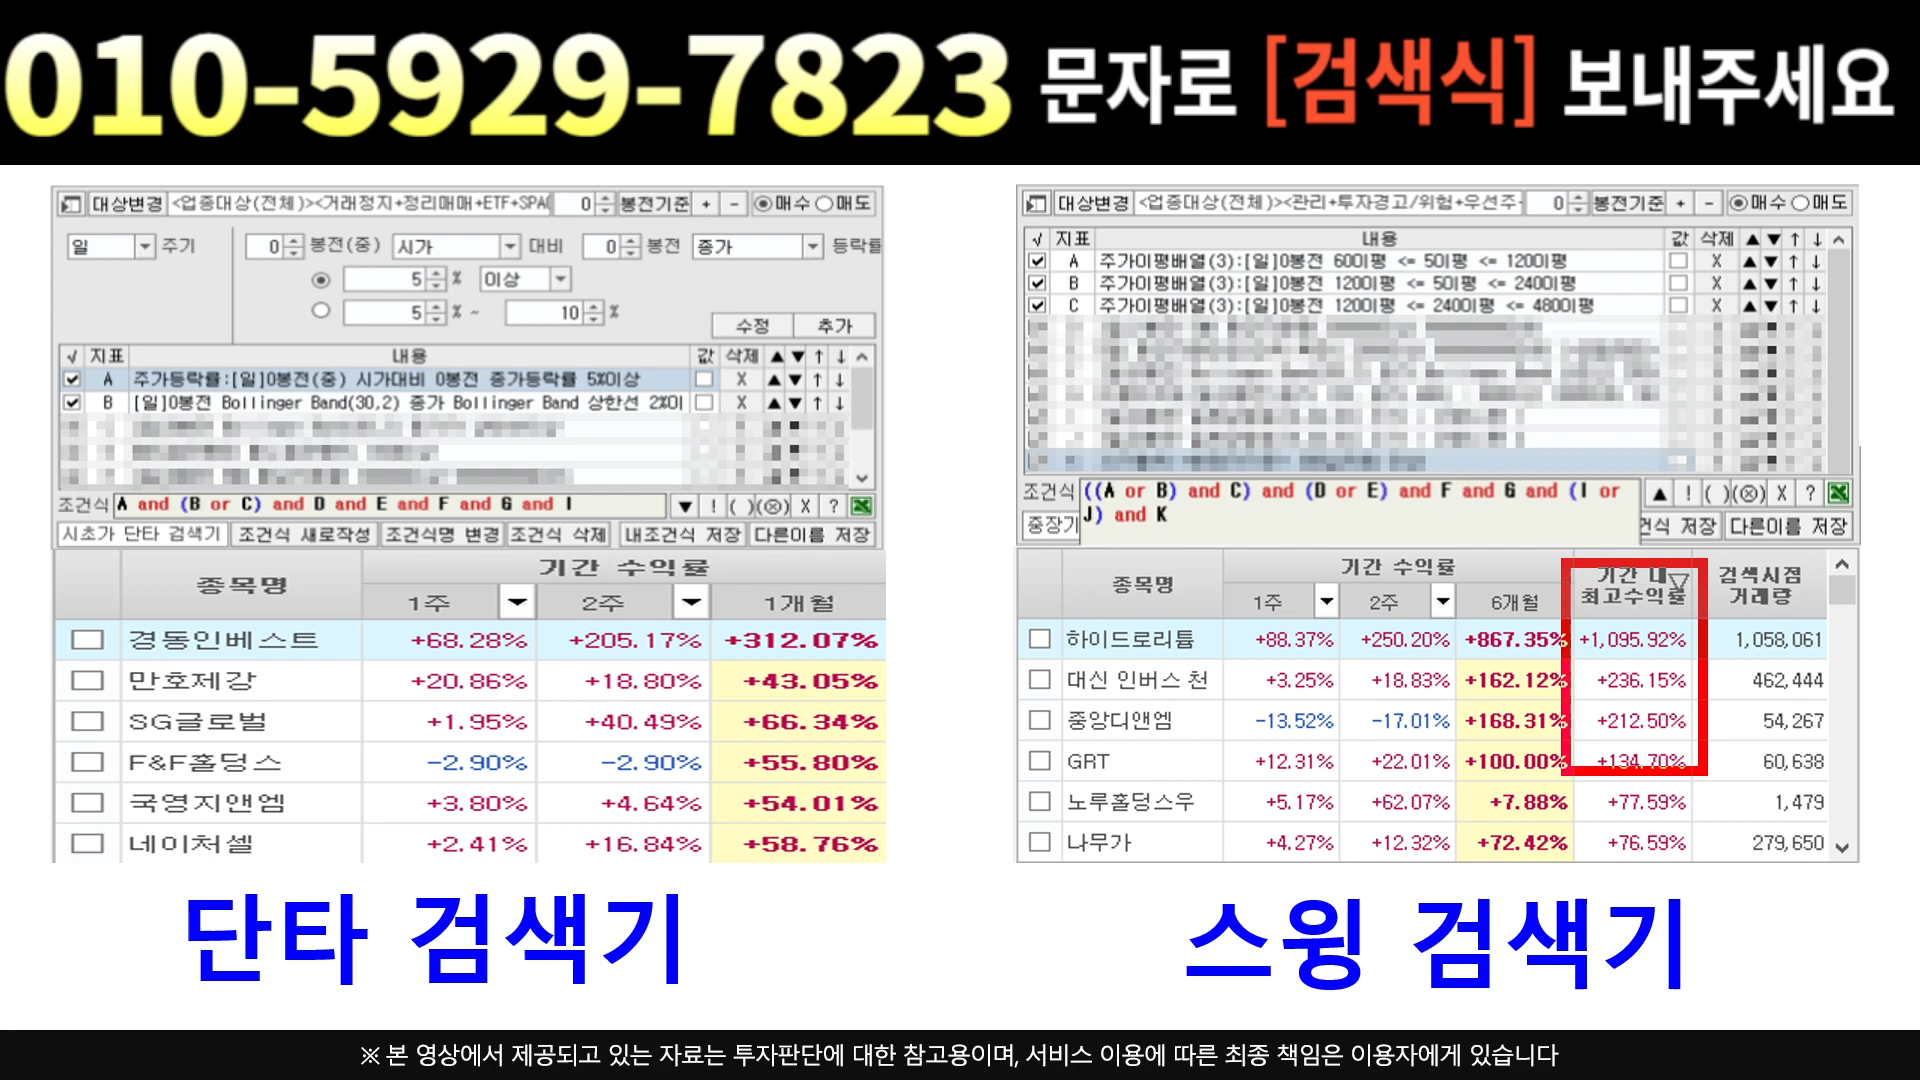 010-5929-7823 문자로 [검색식] 보내주세요
대상변경 <업종대상(전체)><거래정지+정리매매+ETF+SPA 0 봉전기준 + - 매수 매도
일 주기 0 봉전(중) 시가 대비 0 봉전 종가 등락률
5 % 이상
5 % ~ 10 %
수정 추가
√ 지표 내용 값 삭제 ▲ ▼ ↑ ↓
A 주가등락률:[일]0봉전(중) 시가대비 0봉전 종가등락률 5%이상 X ▲ ▼ ↑ ↓
B [일]0봉전 Bollinger Band(30,2) 종가 Bollinger Band 상한선 2%이 X ▲ ▼ ↑ ↓
조건식 A and (B or C) and D and E and F and G and I ▼ ! ( )(⊗) X ?
시초가 단타 검색기 조건식 새로작성 조건식명 변경 조건식 삭제 내조건식 저장 다른이름 저장
종목명 기간 수익률
1주 2주 1개월
경동인베스트 +68.28% +205.17% +312.07%
만호제강 +20.86% +18.80% +43.05%
SG글로벌 +1.95% +40.49% +66.34%
F&F홀딩스 -2.90% -2.90% +55.80%
국영지앤엠 +3.80% +4.64% +54.01%
네이처셀 +2.41% +16.84% +58.76%
단타 검색기
대상변경 <업종대상(전체)><관리+투자경고/위험+우선주+ 0 봉전기준 + - 매수 매도
√ 지표 내용 값 삭제 ▲ ▼ ↑ ↓
A 주가이평배열(3):[일]0봉전 60이평 <= 5이평 <= 120이평 X ▲ ▼ ↑ ↓
B 주가이평배열(3):[일]0봉전 120이평 <= 5이평 <= 240이평 X ▲ ▼ ↑ ↓
C 주가이평배열(3):[일]0봉전 120이평 <= 240이평 <= 480이평 X ▲ ▼ ↑ ↓
조건식 ((A or B) and C) and (D or E) and F and G and (I or ▲ ! ( )(⊗) X ?
중장기 J) and K 건식 저장 다른이름 저장
종목명 기간 수익률 기간 내 최고수익률 검색시점 거래량
1주 2주 6개월
하이드로리튬 +88.37% +250.20% +867.35% +1,095.92% 1,058,061
대신 인버스 천 +3.25% +18.83% +162.12% +236.15% 462,444
중앙디앤엠 -13.52% -17.01% +168.31% +212.50% 54,267
GRT +12.31% +22.01% +100.00% +134.70% 60,638
노루홀딩스우 +5.17% +62.07% +7.88% +77.59% 1,479
나무가 +4.27% +12.32% +72.42% +76.59% 279,650
스윙 검색기
※ 본 영상에서 제공되고 있는 자료는 투자판단에 대한 참고용이며, 서비스 이용에 따른 최종 책임은 이용자에게 있습니다